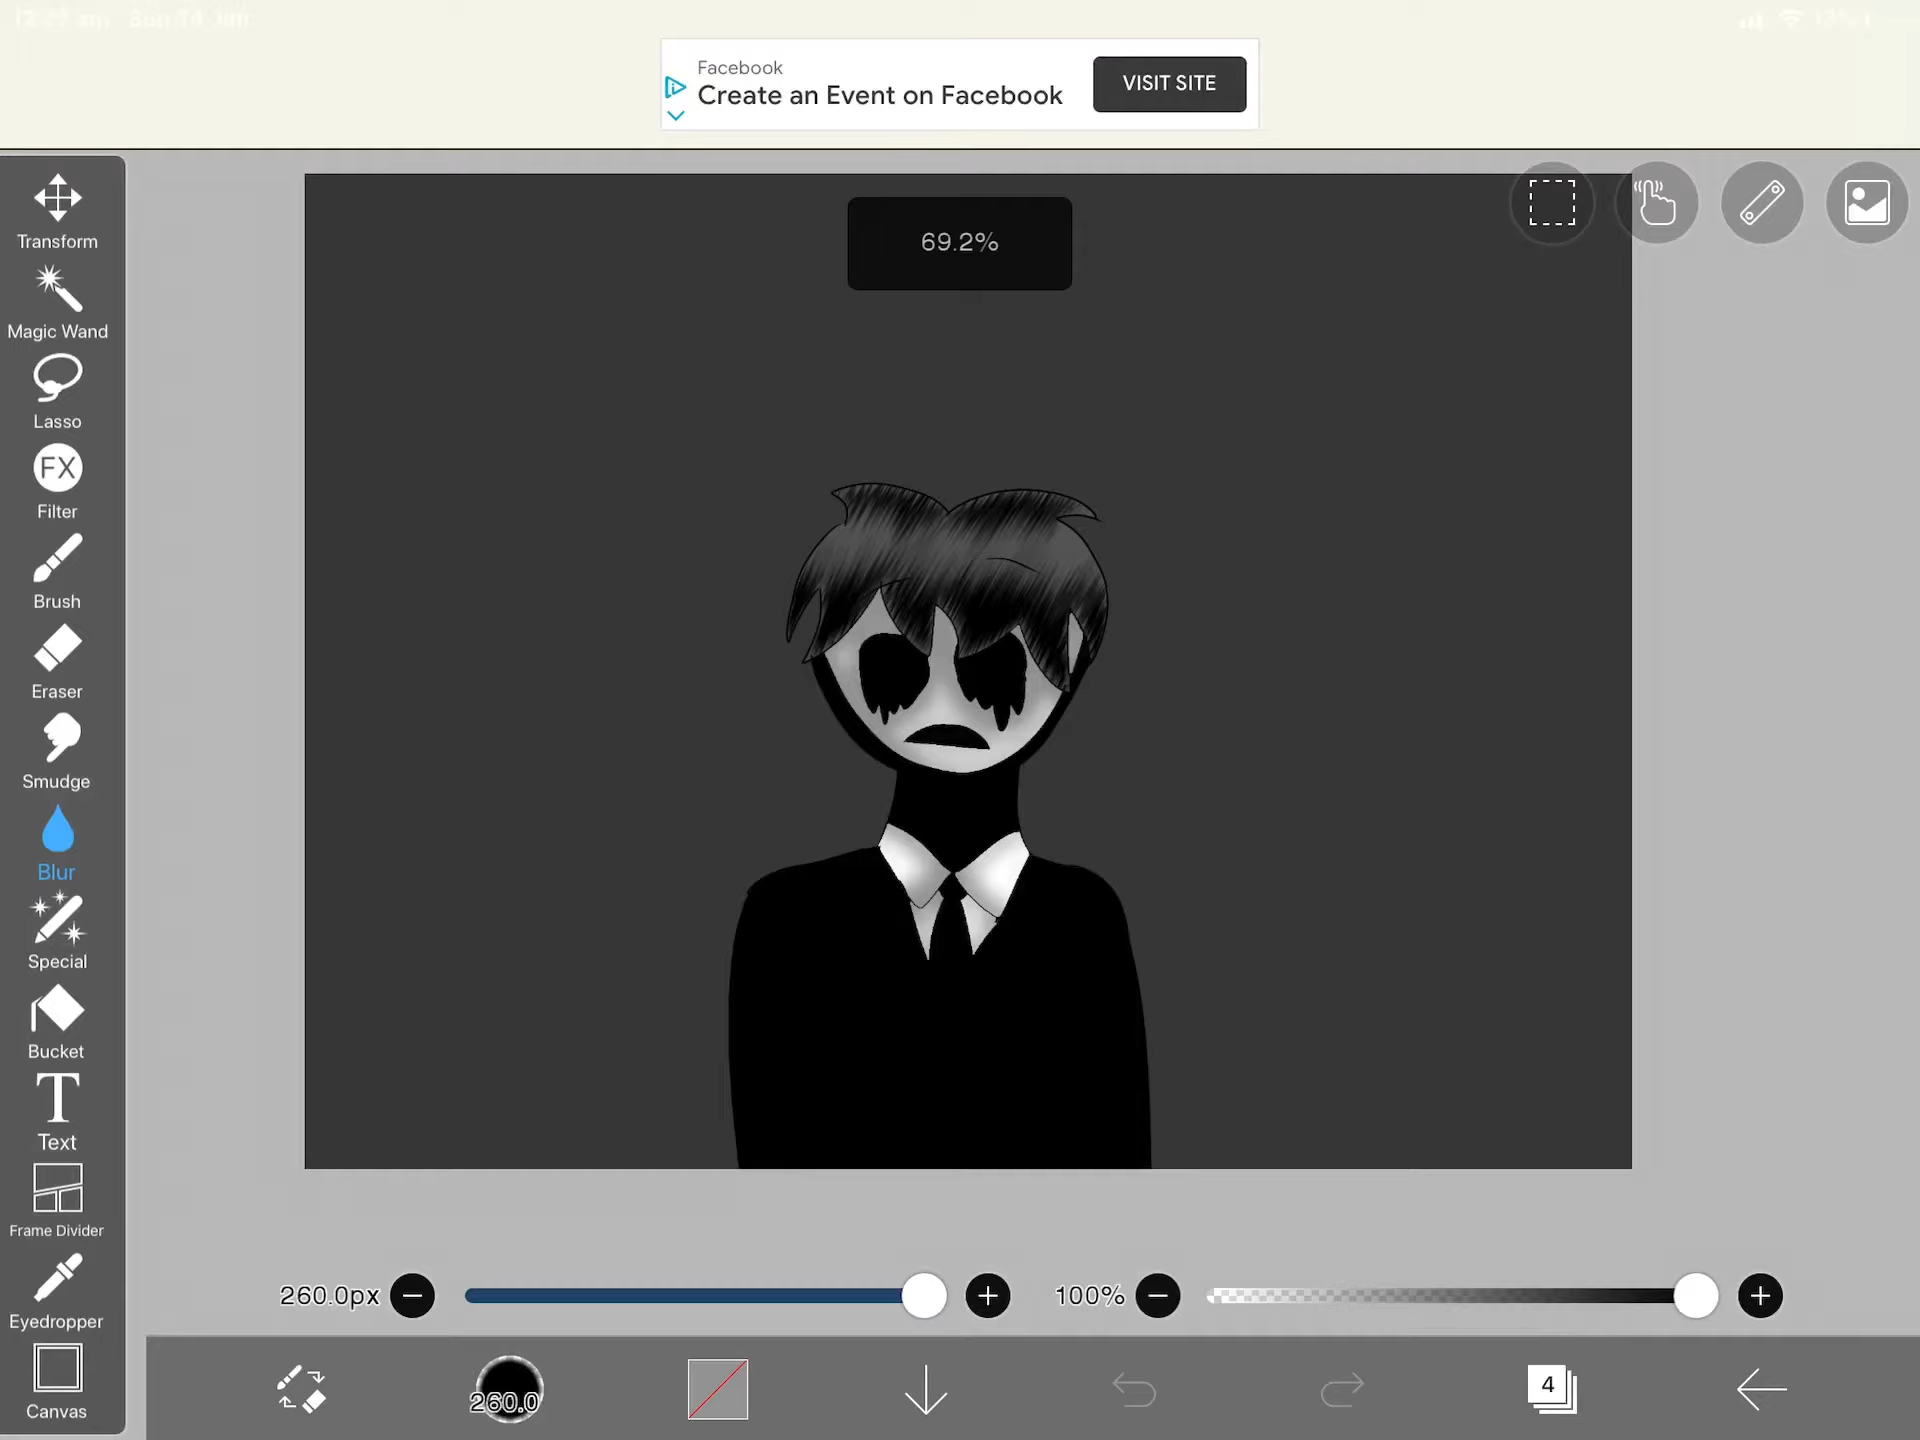 Facebook
Create an Event on Facebook
VISIT SITE
69.2%
Transform
Magic Wand
Lasso
FX
Filter
Brush
Eraser
Smudge
Blur
Special
Bucket
T
Text
Frame Divider
Eyedropper
Canvas
260.0px
100%
260.0
4